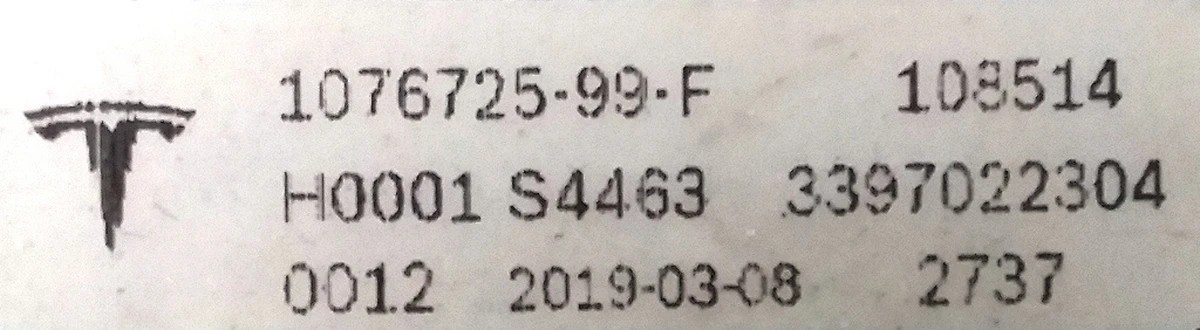 1076725-99-F 108514
H0001 S4463 3397022304
0012 2019-03-08 2737